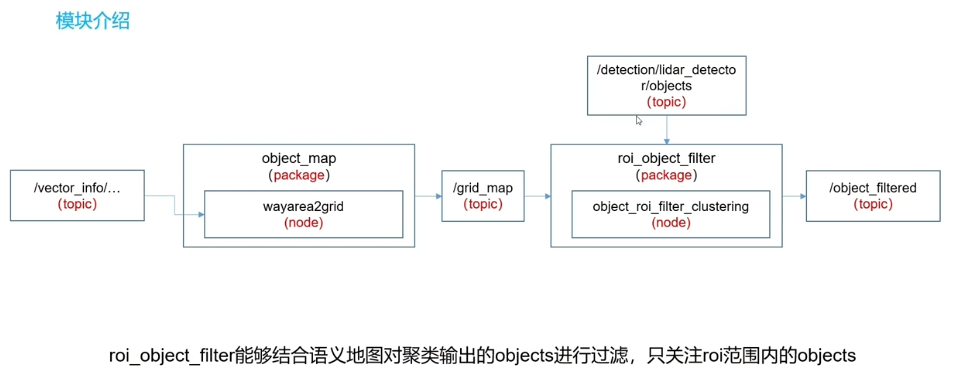 模块介绍
/detection/lidar_detecto
r/objects
(topic)
object_map
(package)
roi_object_filter
(package)
/vector_info/...
(topic)
wayarea2grid
(node)
/grid_map
(topic)
object_roi_filter_clustering
(node)
/object_filtered
(topic)
roi_object_filter能够结合语义地图对聚类输出的objects进行过滤，只关注roi范围内的objects